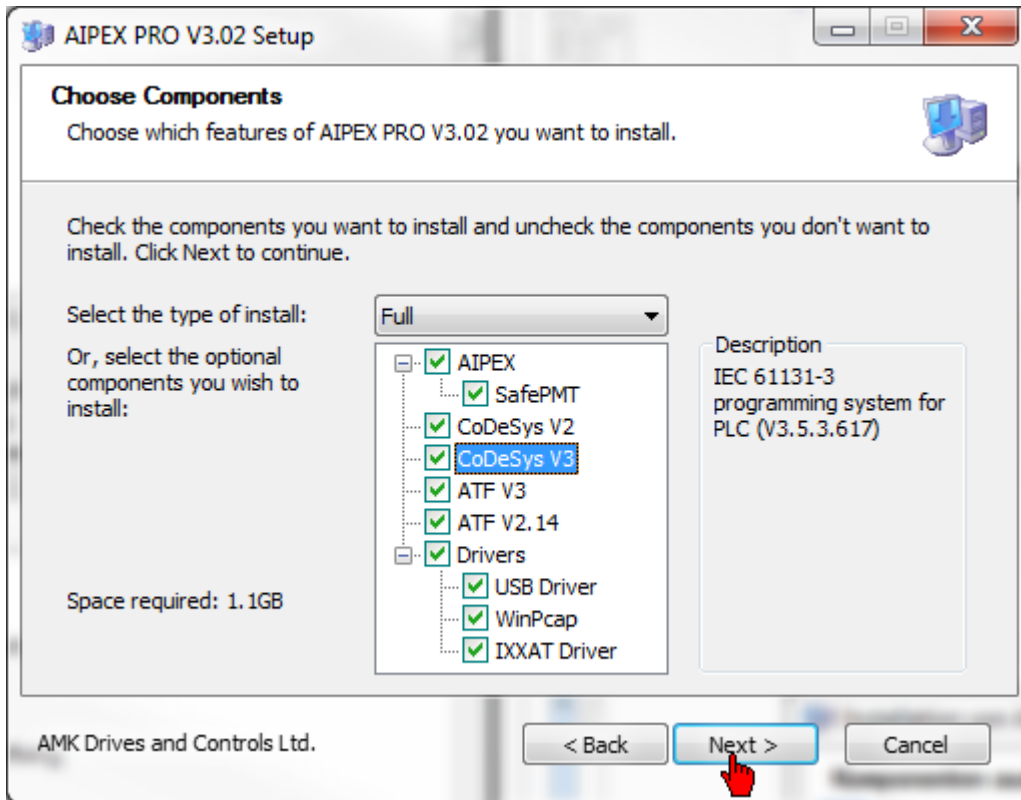 AIPEX PRO V3.02 Setup
Choose Components
Choose which features of AIPEX PRO V3.02 you want to install.
Check the components you want to install and uncheck the components you don't want to
install. Click Next to continue.
Select the type of install:
Full
Or, select the optional
components you wish to
install:
AIPEX
SafePMT
CoDeSys V2
CoDeSys V3
ATF V3
ATF V2.14
Drivers
USB Driver
WinPcap
IXXAT Driver
Description
IEC 61131-3
programming system for
PLC (V3.5.3.617)
Space required: 1.1GB
AMK Drives and Controls Ltd.
< Back
Next >
Cancel